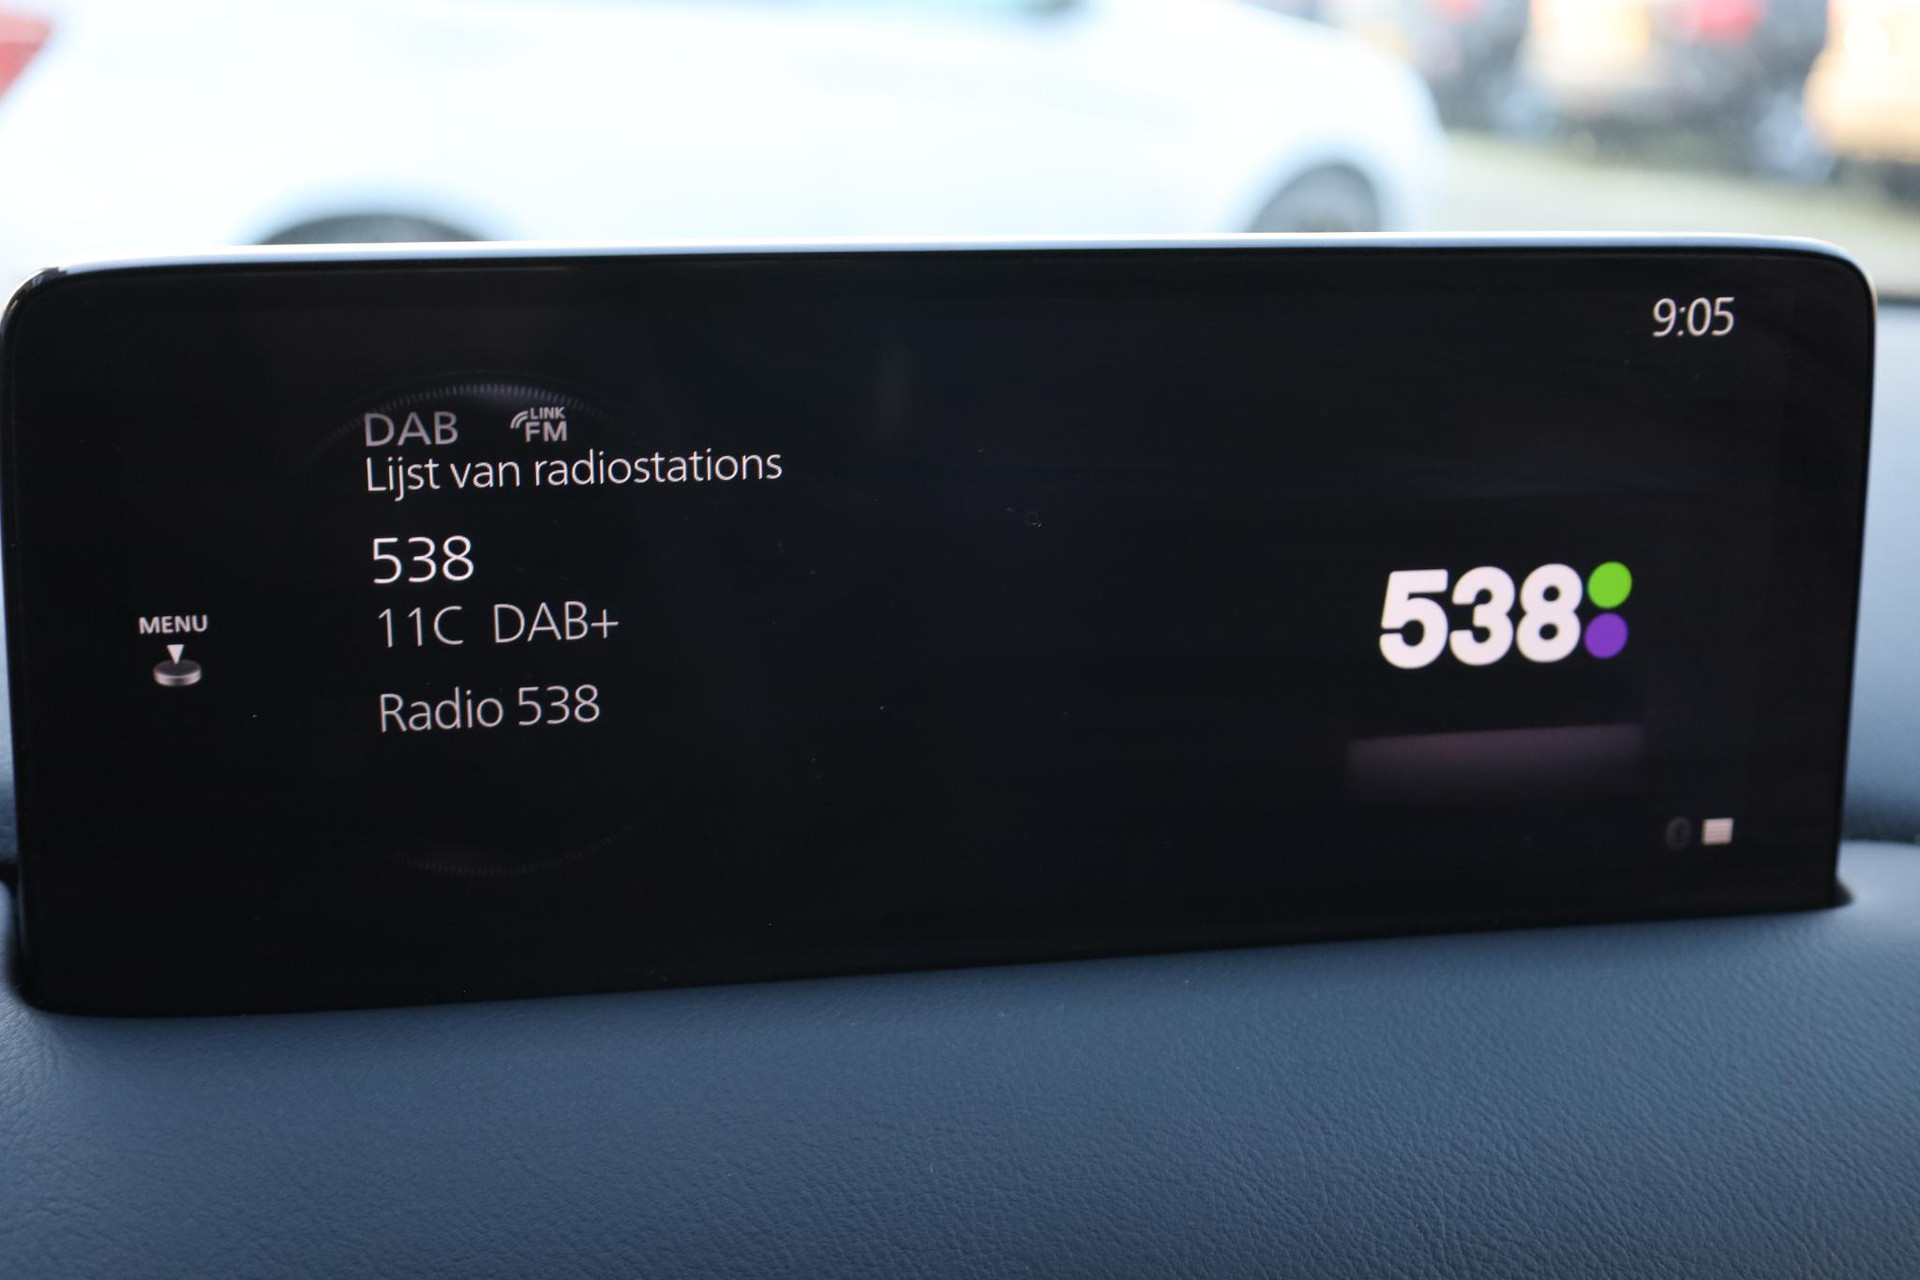 9:05
DAB LINK FM
Lijst van radiostations
538
11C DAB+
Radio 538
MENU
538